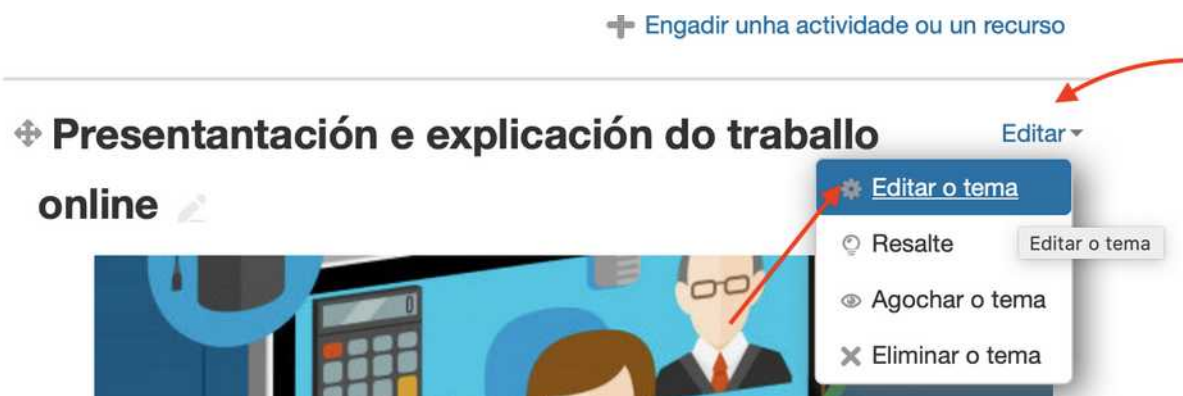 Engadir unha actividade ou un recurso
Presentantación e explicación do traballo
online
Editar
Editar o tema
Resalte
Editar o tema
Agochar o tema
Eliminar o tema
0